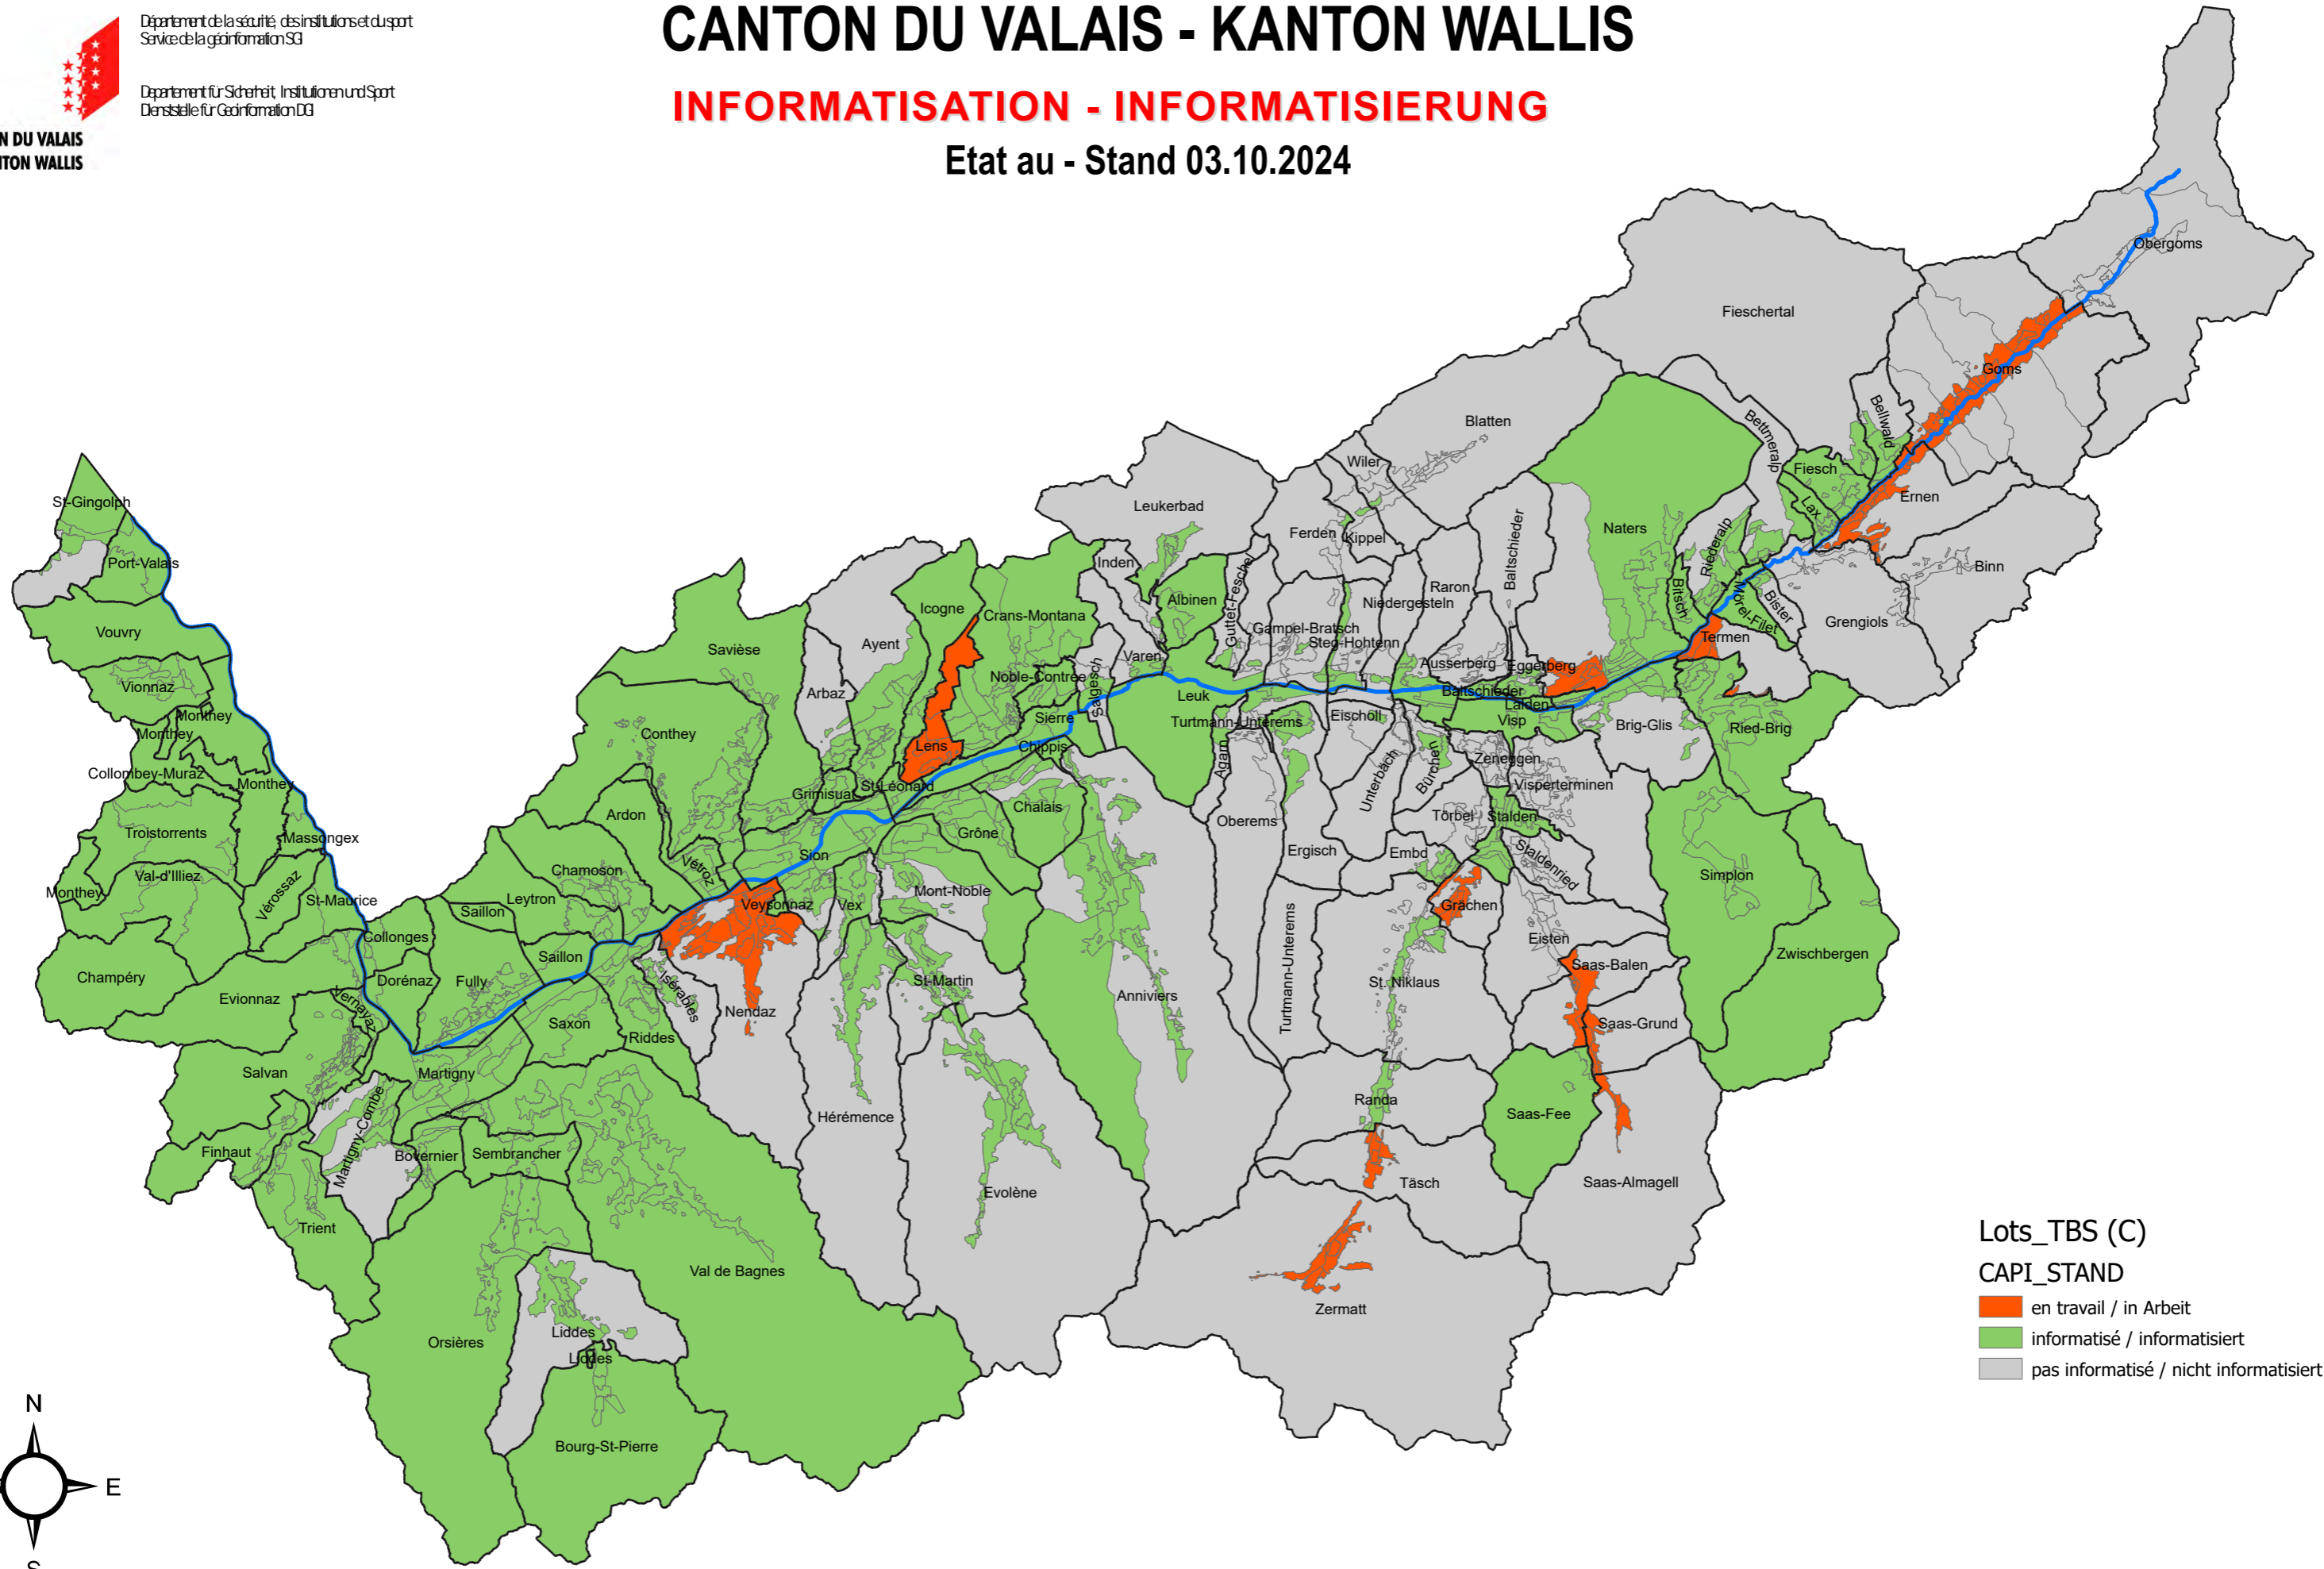 Département de la sécurité, des institutions et du sport
Service de la géoinformation SGI
Departement für Sicherheit, Institutionen und Sport
Dienststelle für Geoinformation DGI
N DU VALAIS
NTON WALLIS
CANTON DU VALAIS - KANTON WALLIS
INFORMATISATION - INFORMATISIERUNG
Etat au - Stand 03.10.2024
Obergoms
Fieschertal
Goms
Bellwald
Bettmeralp
Blatten
Wiler
Fiesch
Lax
Ernen
St-Gingolph
Leukerbad
Ferden
Kippel
Baltschieder
Naters
Riederalp
Port-Valais
Inden
Binn
Raron
Albinen
Guttet-Feschel
Niedergesteln
Bitsch
Mörel-Filet
Bister
Grengiols
Icogne
Crans-Montana
Vouvry
Ayent
Savièse
Gampel-Bratsch
Steg-Hohtenn
Termen
Varen
Ausserberg
Eggerberg
Noble-Contrée
Salgesch
Vionnaz
Arbaz
Leuk
Baltschieder
Lalden
Monthey
Monthey
Sierre
Turtmann-Unterems
Eischoll
Visp
Brig-Glis
Ried-Brig
Conthey
Lens
Chippis
Agarn
Unterbäch
Bürchen
Zeneggen
Collombey-Muraz
Monthey
Grimisuat
St-Léonard
Visperterminen
Chalais
Ardon
Törbel
Stalden
Oberems
Troistorrents
Massongex
Grône
Sion
Ergisch
Embd
Staldenried
Vétroz
Chamoson
Val-d'Illiez
Simplon
Monthey
Vérossaz
St-Maurice
Leytron
Saillon
Mont-Noble
Veysonnaz
Vex
Grächen
Collonges
Eisten
Saillon
Zwischbergen
Saas-Balen
Champéry
Dorénaz
Fully
Isérables
St-Martin
St. Niklaus
Turtmann-Unterems
Anniviers
Evionnaz
Vernayaz
Nendaz
Saxon
Riddes
Saas-Grund
Salvan
Martigny
Randa
Saas-Fee
Hérémence
Martigny-Combe
Finhaut
Bovernier
Sembrancher
Täsch
Saas-Almagell
Evolène
Trient
Val de Bagnes
Zermatt
Liddes
Orsières
Liddes
Bourg-St-Pierre
Lots_TBS (C)
CAPI_STAND
en travail / in Arbeit
informatisé / informatisiert
pas informatisé / nicht informatisiert
N
E
S